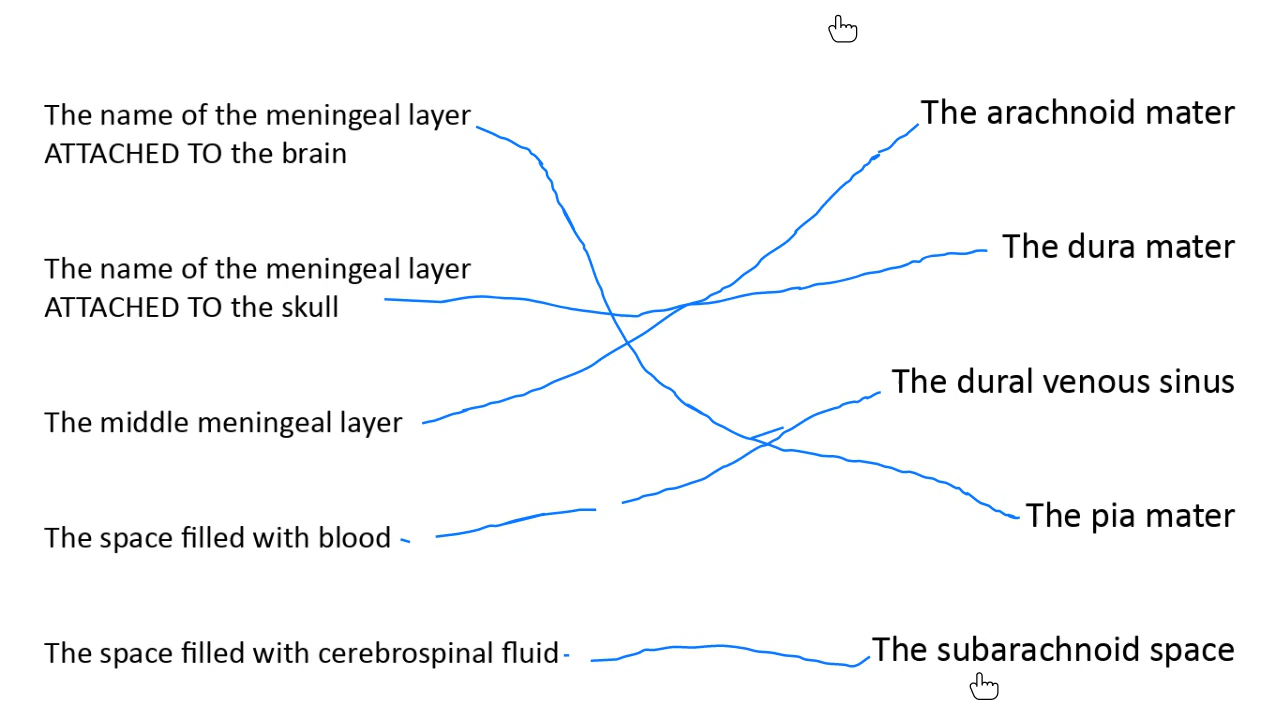 The name of the meningeal layer
ATTACHED TO the brain
The name of the meningeal layer
ATTACHED TO the skull
The middle meningeal layer
The space filled with blood
The space filled with cerebrospinal fluid
The arachnoid mater
The dura mater
The dural venous sinus
The pia mater
The subarachnoid space